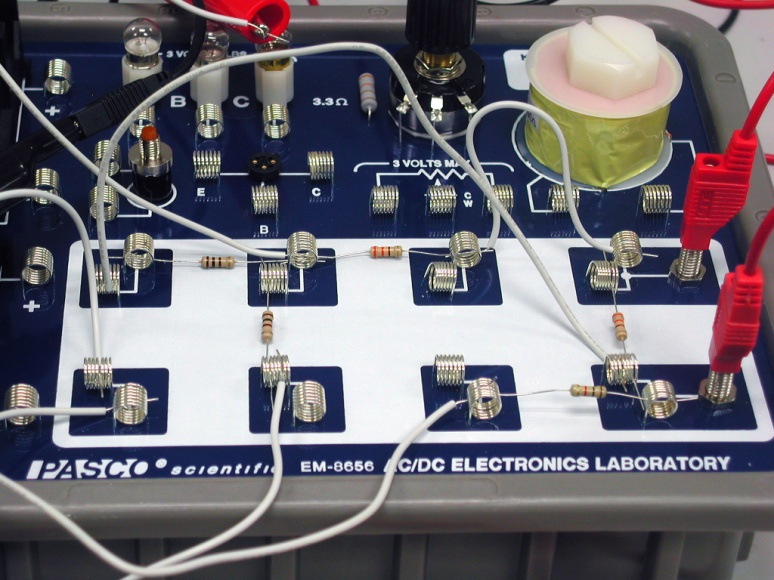 3 VO
B C
3.3Ω
+
E C
3 VOLTS MAX
C
W
B
+
PASCO® scientific EM-8656 AC/DC ELECTRONICS LABORATORY